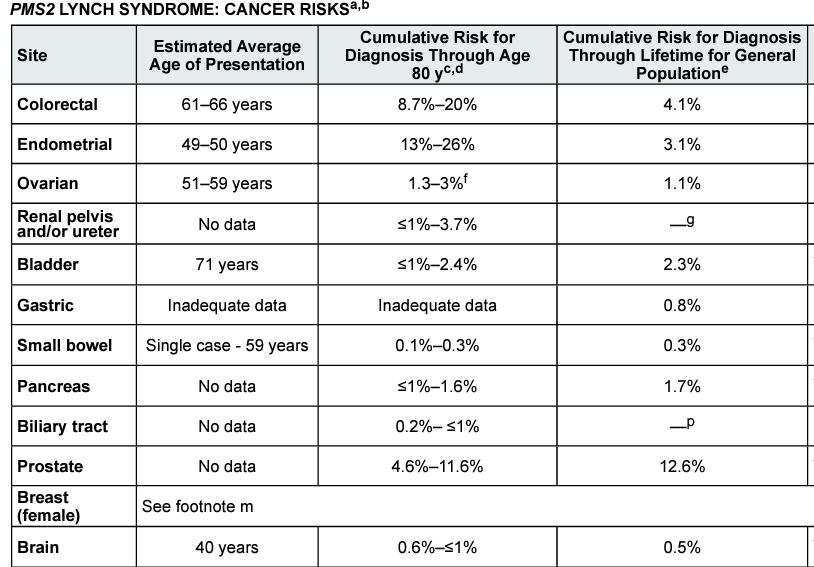 PMS2 LYNCH SYNDROME: CANCER RISKSa,b
Site
Estimated Average
Age of Presentation
Cumulative Risk for
Diagnosis Through Age
80 yc,d
Cumulative Risk for Diagnosis
Through Lifetime for General
Populatione
Colorectal 61–66 years 8.7%–20% 4.1%
Endometrial 49–50 years 13%–26% 3.1%
Ovarian 51–59 years 1.3–3%f 1.1%
Renal pelvis
and/or ureter No data ≤1%–3.7% —g
Bladder 71 years ≤1%–2.4% 2.3%
Gastric Inadequate data Inadequate data 0.8%
Small bowel Single case - 59 years 0.1%–0.3% 0.3%
Pancreas No data ≤1%–1.6% 1.7%
Biliary tract No data 0.2%– ≤1% —p
Prostate No data 4.6%–11.6% 12.6%
Breast
(female) See footnote m
Brain 40 years 0.6%–≤1% 0.5%